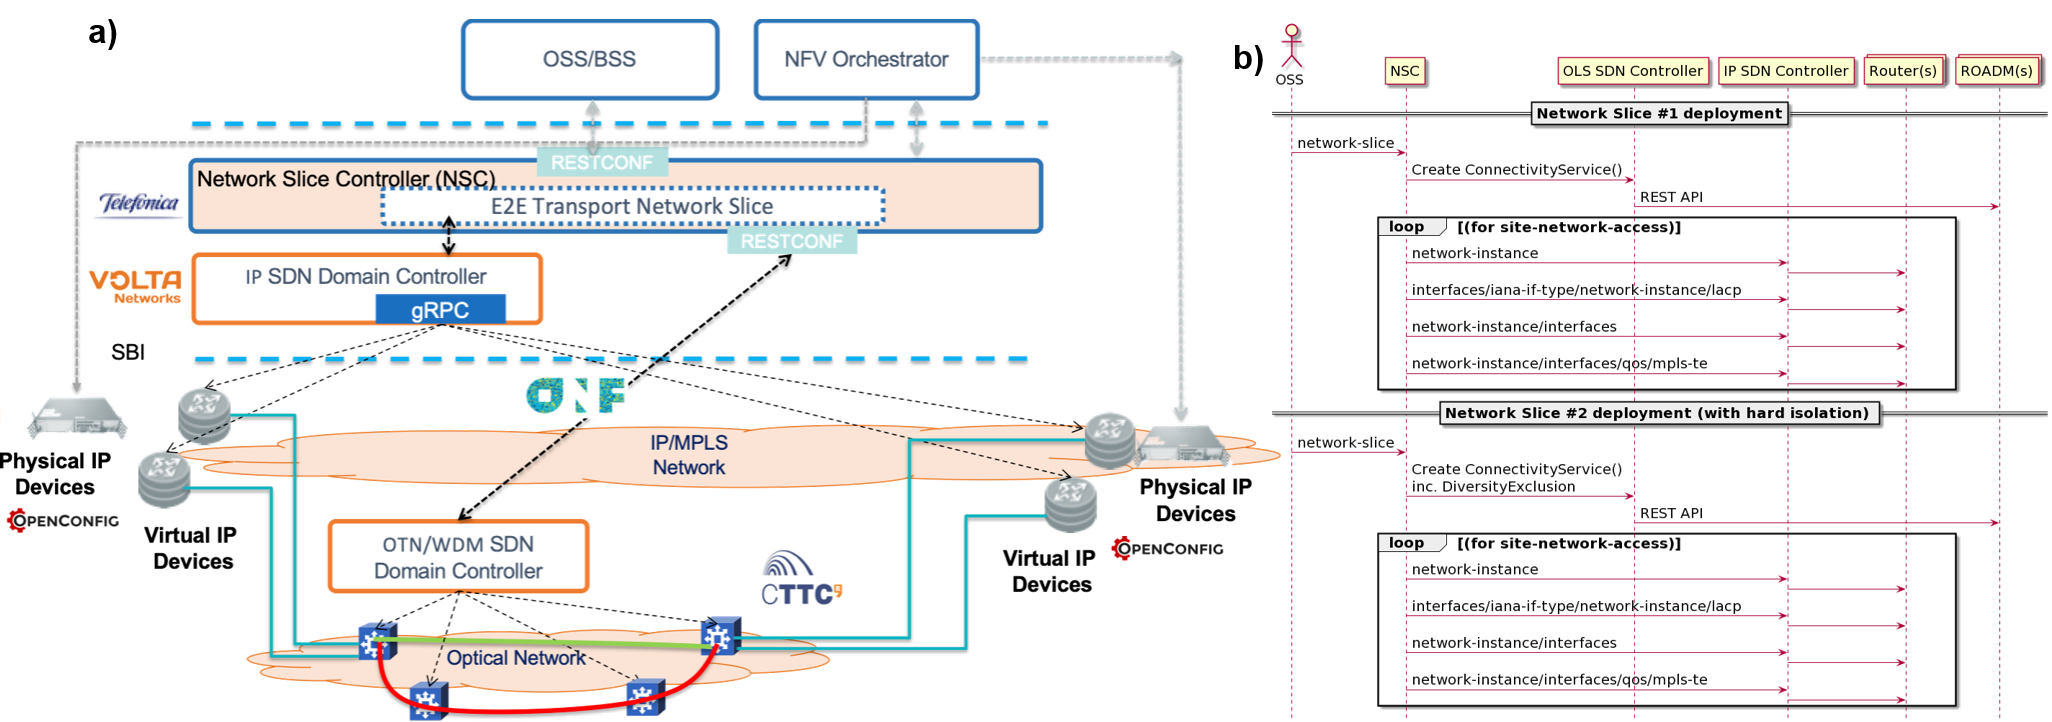 a)
OSS/BSS
NFV Orchestrator
RESTCONF
Network Slice Controller (NSC)
Telefónica
E2E Transport Network Slice
RESTCONF
VOLTA
Networks
IP SDN Domain Controller
gRPC
SBI
ONF
IP/MPLS
Network
Physical IP
Devices
OPENCONFIG
Virtual IP
Devices
Physical IP
Devices
OPENCONFIG
Virtual IP
Devices
OTN/WDM SDN
Domain Controller
CTTC9
Optical Network
b)
OSS
NSC
OLS SDN Controller
IP SDN Controller
Router(s)
ROADM(s)
Network Slice #1 deployment
network-slice
Create ConnectivityService()
REST API
loop [(for site-network-access)]
network-instance
interfaces/iana-if-type/network-instance/lacp
network-instance/interfaces
network-instance/interfaces/qos/mpls-te
Network Slice #2 deployment (with hard isolation)
network-slice
Create ConnectivityService()
inc. DiversityExclusion
REST API
loop [(for site-network-access)]
network-instance
interfaces/iana-if-type/network-instance/lacp
network-instance/interfaces
network-instance/interfaces/qos/mpls-te